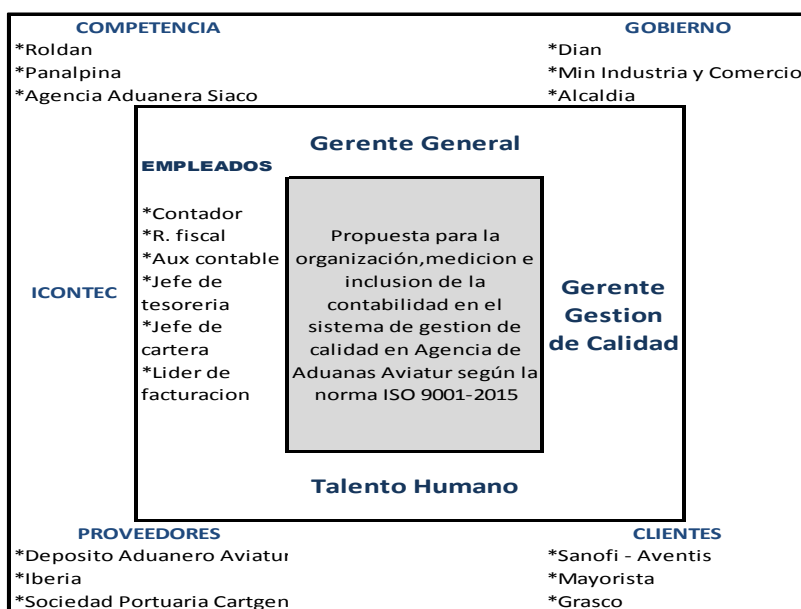 COMPETENCIA
*Roldan
*Panalpina
*Agencia Aduanera Siaco
GOBIERNO
*Dian
*Min Industria y Comercio
*Alcaldia
Gerente General
EMPLEADOS
*Contador
*R. fiscal
*Aux contable
*Jefe de
tesoreria
*Jefe de
cartera
*Lider de
facturacion
ICONTEC
Propuesta para la
organización,medicion e
inclusion de la
contabilidad en el
sistema de gestion de
calidad en Agencia de
Aduanas Aviatur según la
norma ISO 9001-2015
Gerente
Gestion
de Calidad
Talento Humano
PROVEEDORES
*Deposito Aduanero Aviatur
*Iberia
*Sociedad Portuaria Cartgen
CLIENTES
*Sanofi - Aventis
*Mayorista
*Grasco